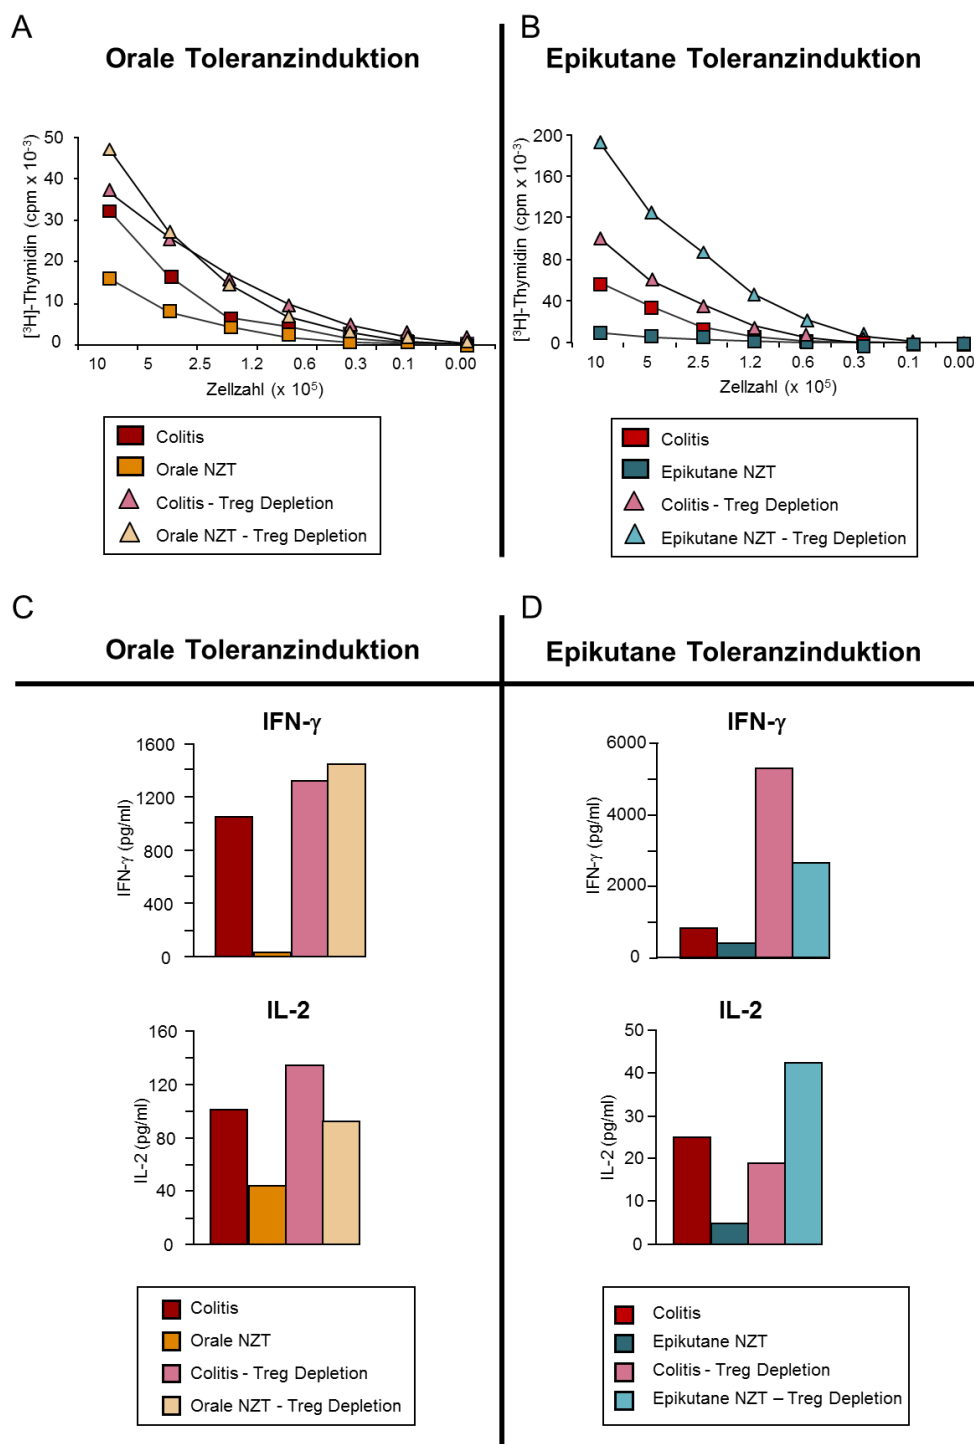 A
Orale Toleranzinduktion
[³H]-Thymidin (cpm x 10⁻³)
50
40
30
20
10
0
10 5 2.5 1.2 0.6 0.3 0.1 0.00
Zellzahl (x 10⁵)
Colitis
Orale NZT
Colitis - Treg Depletion
Orale NZT - Treg Depletion
B
Epikutane Toleranzinduktion
[³H]-Thymidin (cpm x 10⁻³)
200
160
120
80
40
0
10 5 2.5 1.2 0.6 0.3 0.1 0.00
Zellzahl (x 10⁵)
Colitis
Epikutane NZT
Colitis - Treg Depletion
Epikutane NZT - Treg Depletion
C
Orale Toleranzinduktion
IFN-γ
IFN-γ (pg/ml)
1600
1200
800
400
0
IL-2
IL-2 (pg/ml)
160
120
80
40
0
Colitis
Orale NZT
Colitis - Treg Depletion
Orale NZT - Treg Depletion
D
Epikutane Toleranzinduktion
IFN-γ
IFN-γ (pg/ml)
6000
4000
2000
0
IL-2
IL-2 (pg/ml)
50
40
30
20
10
0
Colitis
Epikutane NZT
Colitis - Treg Depletion
Epikutane NZT – Treg Depletion